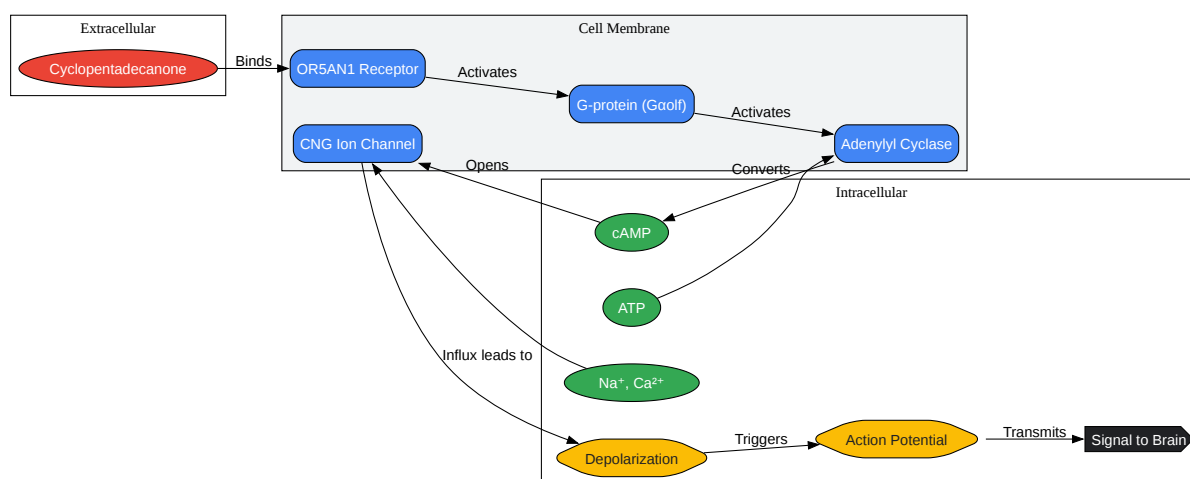 Extracellular
Cell Membrane
Cyclopentadecanone
Binds
OR5AN1 Receptor
Activates
G-protein (Gαolf)
Activates
CNG Ion Channel
Adenylyl Cyclase
Opens
Converts
Intracellular
cAMP
ATP
Influx leads to
Na⁺, Ca²⁺
Depolarization
Triggers
Action Potential
Transmits
Signal to Brain